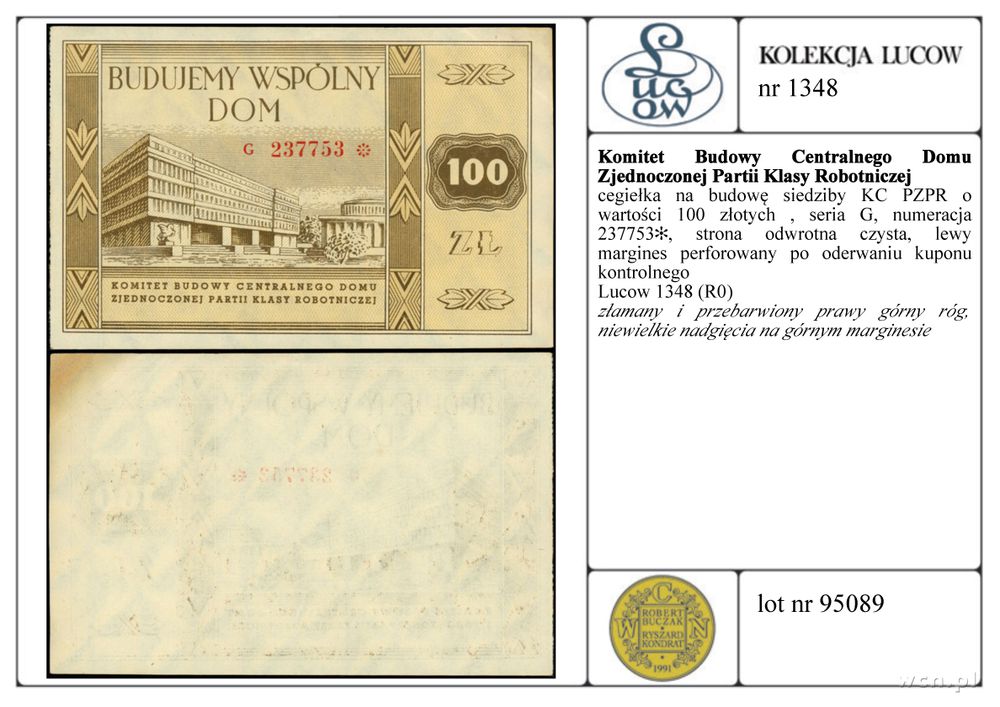 BUDUJEMY WSPÓLNY
DOM
G 237753 ✻
100
ZŁ
KOMITET BUDOWY CENTRALNEGO DOMU
ZJEDNOCZONEJ PARTII KLASY ROBOTNICZEJ
237753 ✻
Lucow
KOLEKCJA LUCOW
nr 1348
Komitet Budowy Centralnego Domu
Zjednoczonej Partii Klasy Robotniczej
cegiełka na budowę siedziby KC PZPR o
wartości 100 złotych , seria G, numeracja
237753✻, strona odwrotna czysta, lewy
margines perforowany po oderwaniu kuponu
kontrolnego
Lucow 1348 (R0)
złamany i przebarwiony prawy górny róg,
niewielkie nadgięcia na górnym marginesie
WCN
ROBERT
BUCZAK
RYSZARD
KONDRAT
1991
lot nr 95089
wcn.pl